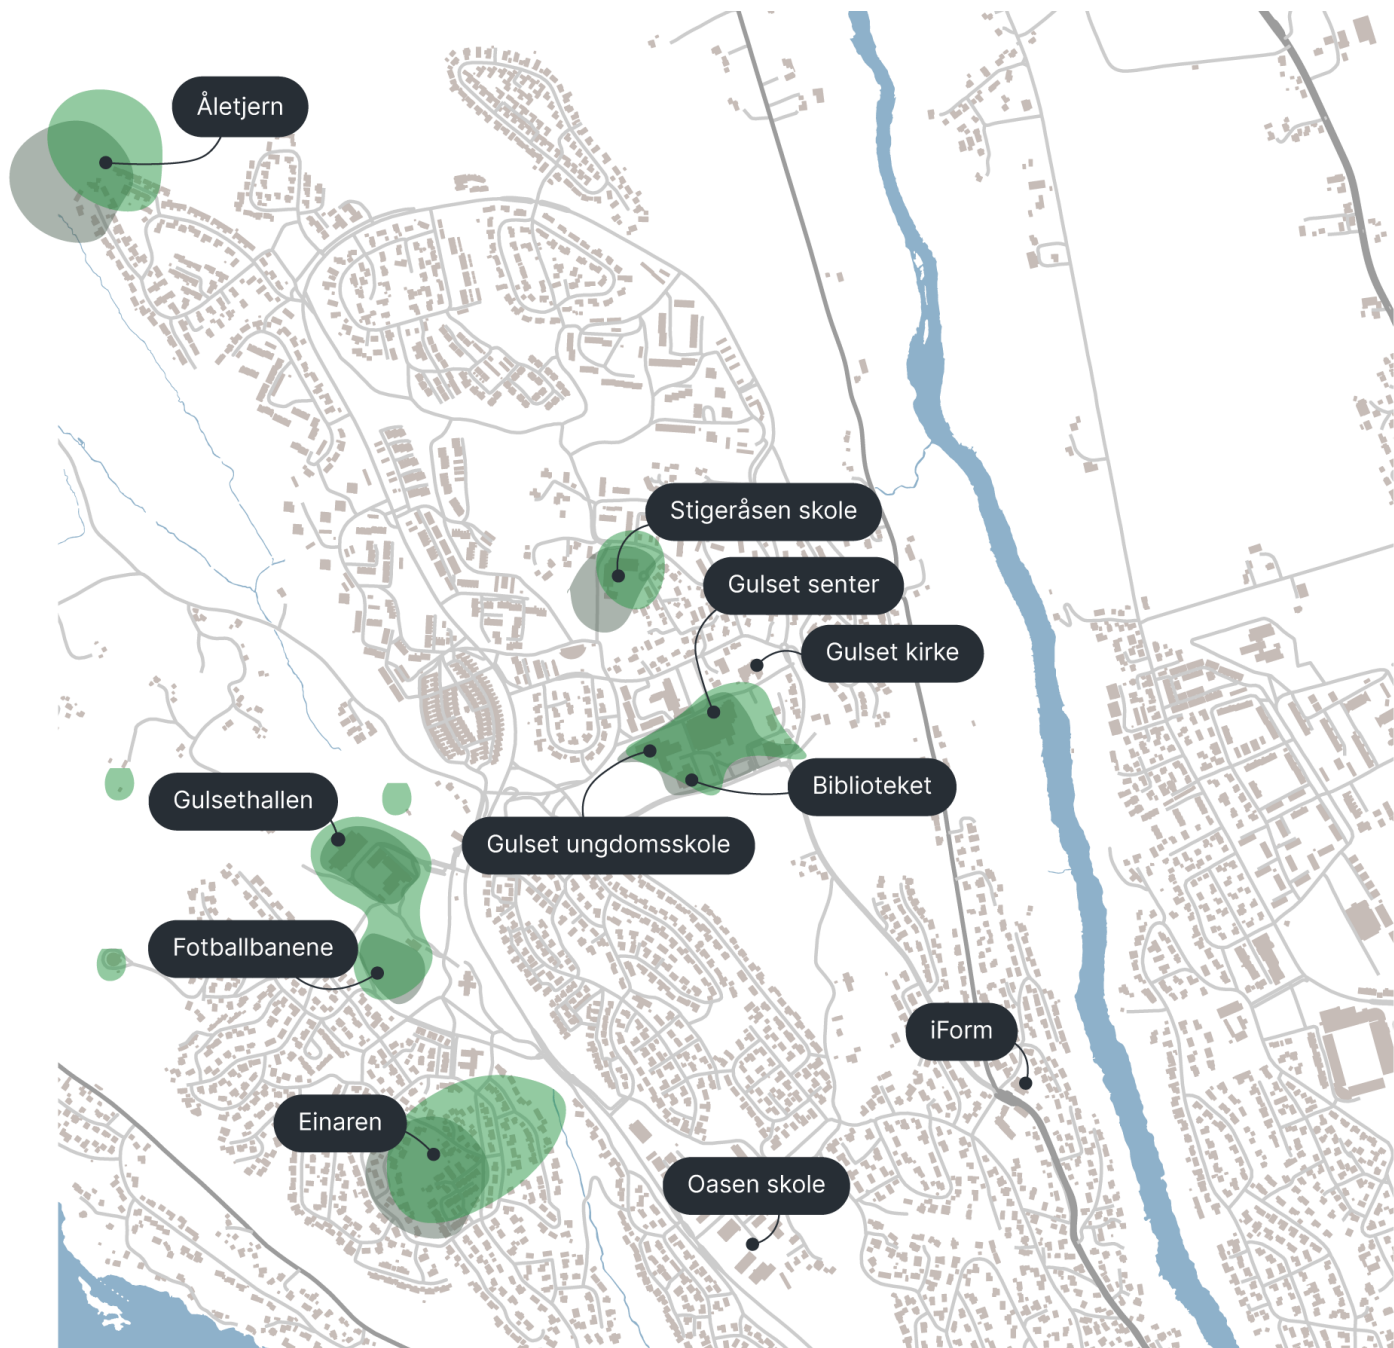 Åletjern
Stigeråsen skole
Gulset senter
Gulset kirke
Biblioteket
Gulsethallen
Gulset ungdomsskole
Fotballbanene
iForm
Einaren
Oasen skole